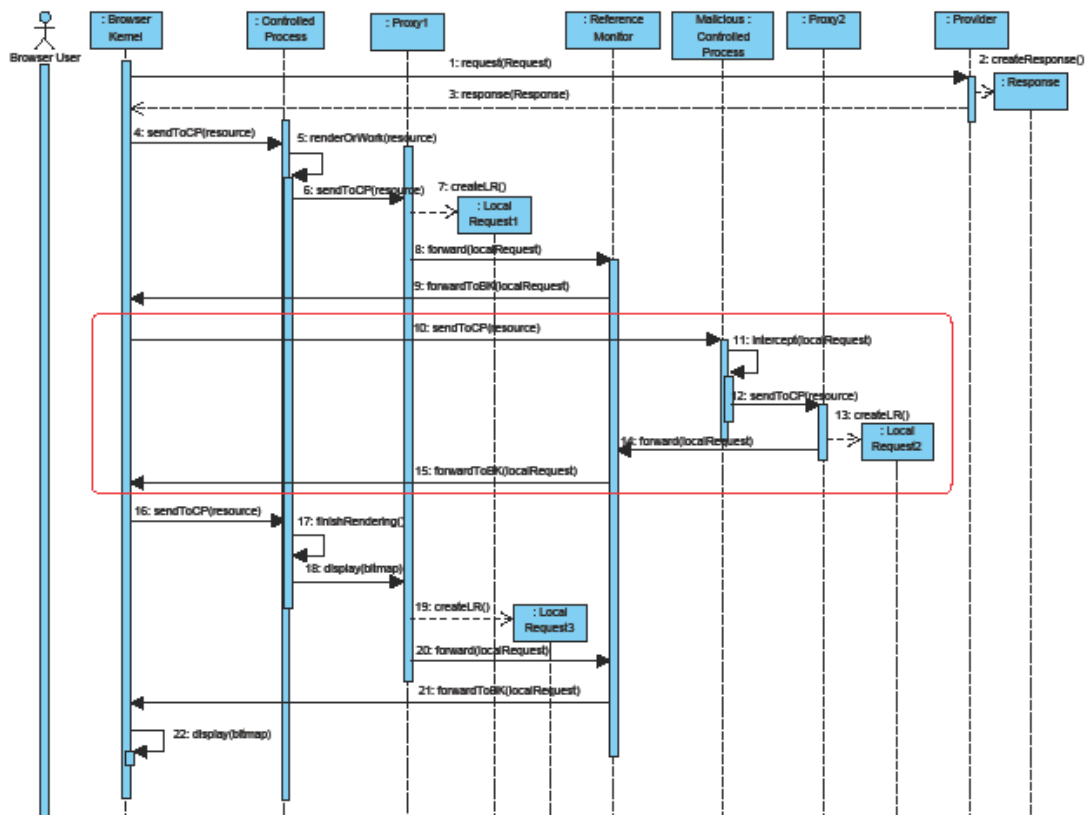 : Browser
Kernel
: Controlled
Process
: Proxy1
: Reference
Monitor
Malicious :
Controlled
Process
: Proxy2
: Provider
Browser User
1: request(Request)
2: createResponse()
: Response
3: response(Response)
4: sendToCP(resource)
5: renderOrWork(resource)
6: sendToCP(resource)
7: createLR()
: Local
Request1
8: forward(localRequest)
9: forwardToBK(localRequest)
10: sendToCP(resource)
11: intercept(localRequest)
12: sendToCP(resource)
13: createLR()
: Local
Request2
14: forward(localRequest)
15: forwardToBK(localRequest)
16: sendToCP(resource)
17: finishRendering()
18: display(bitmap)
19: createLR()
: Local
Request3
20: forward(localRequest)
21: forwardToBK(localRequest)
22: display(bitmap)